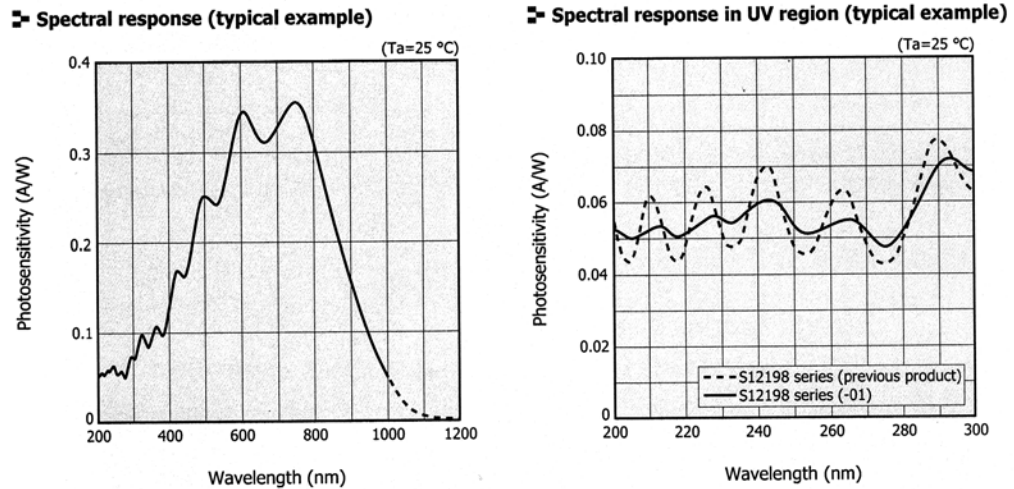 Spectral response (typical example)
(Ta=25 °C)
0.4
0.3
0.2
0.1
0
Photosensitivity (A/W)
200 400 600 800 1000 1200
Wavelength (nm)
Spectral response in UV region (typical example)
(Ta=25 °C)
0.10
0.08
0.06
0.04
0.02
0
Photosensitivity (A/W)
S12198 series (previous product)
S12198 series (-01)
200 220 240 260 280 300
Wavelength (nm)